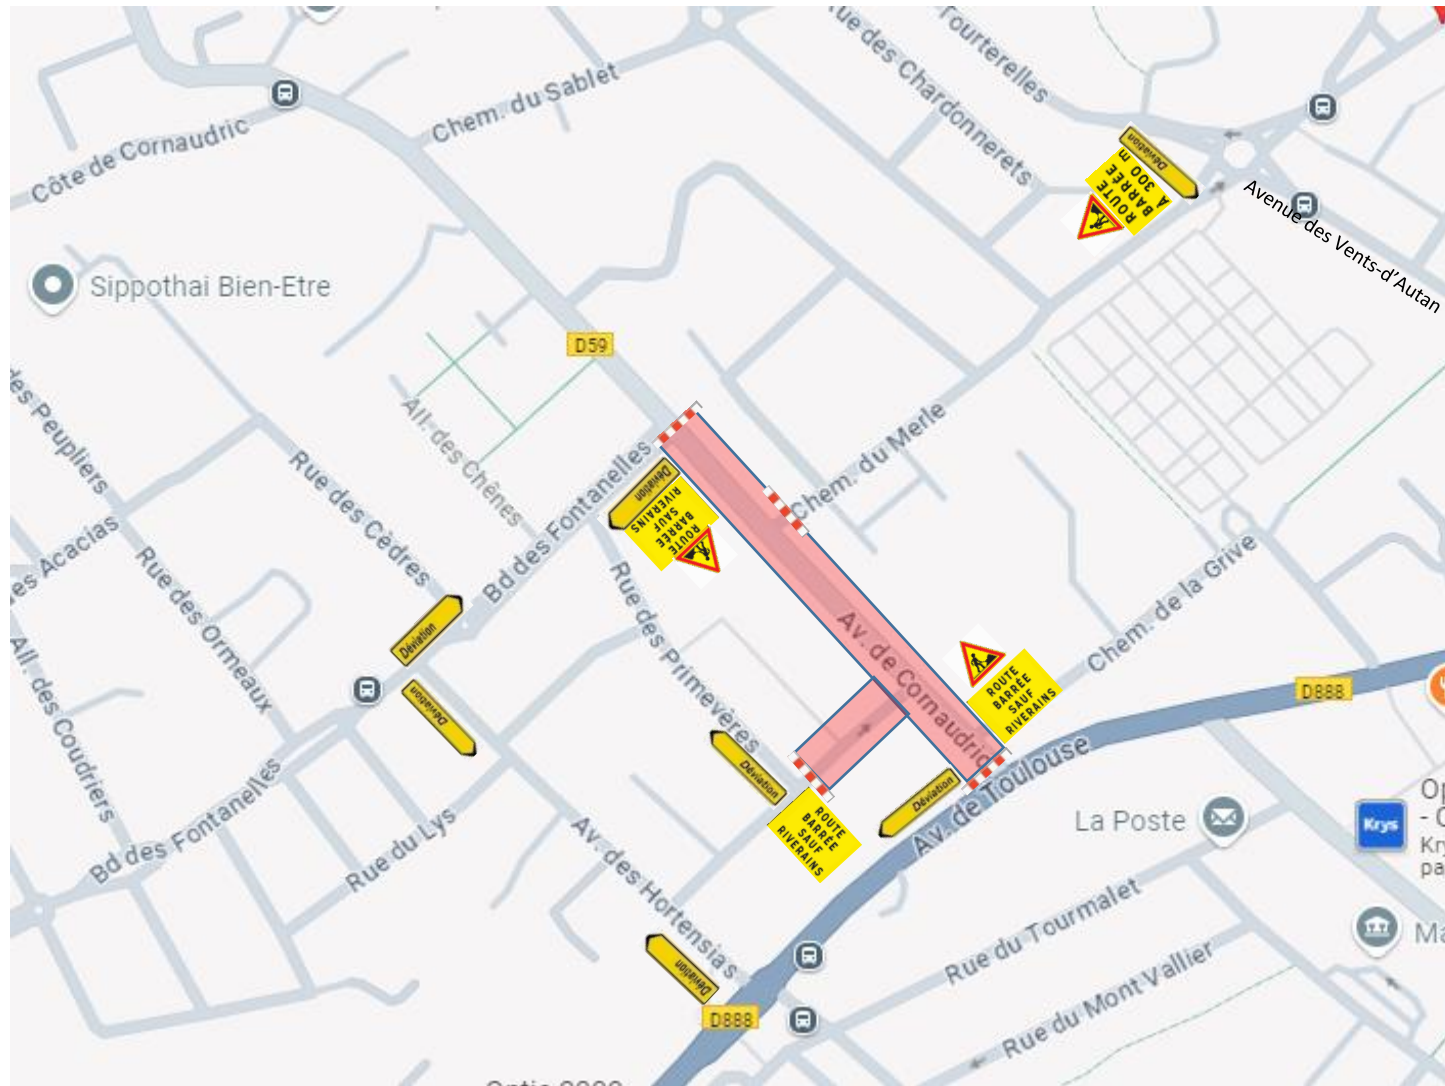 Tourterelles
Rue des Chardonnerets
Chem. du Sablet
Côte de Cornaudric
Déviation
ROUTE
BARRÉE
A 300 m
Avenue des Vents-d'Autan
Sippothai Bien-Etre
D59
des Peupliers
All. des Chênes
Chem. du Merle
Rue des Cèdres
Bd des Fontanelles
Déviation
ROUTE
BARRÉE
SAUF
RIVERAINS
es Acacias
Rue des Ormeaux
Rue des Primevères
Av. de Cornaudric
Chem. de la Grive
Déviation
Déviation
ROUTE
BARRÉE
SAUF
RIVERAINS
All. des Coudriers
D888
Déviation
Déviation
ROUTE
BARRÉE
SAUF
RIVERAINS
Av. de Toulouse
La Poste
Krys
Op
- O
Kry
pa
Bd des Fontanelles
Rue du Lys
Av. des Hortensias
Rue du Tourmalet
Ma
Déviation
D888
Rue du Mont Vallier